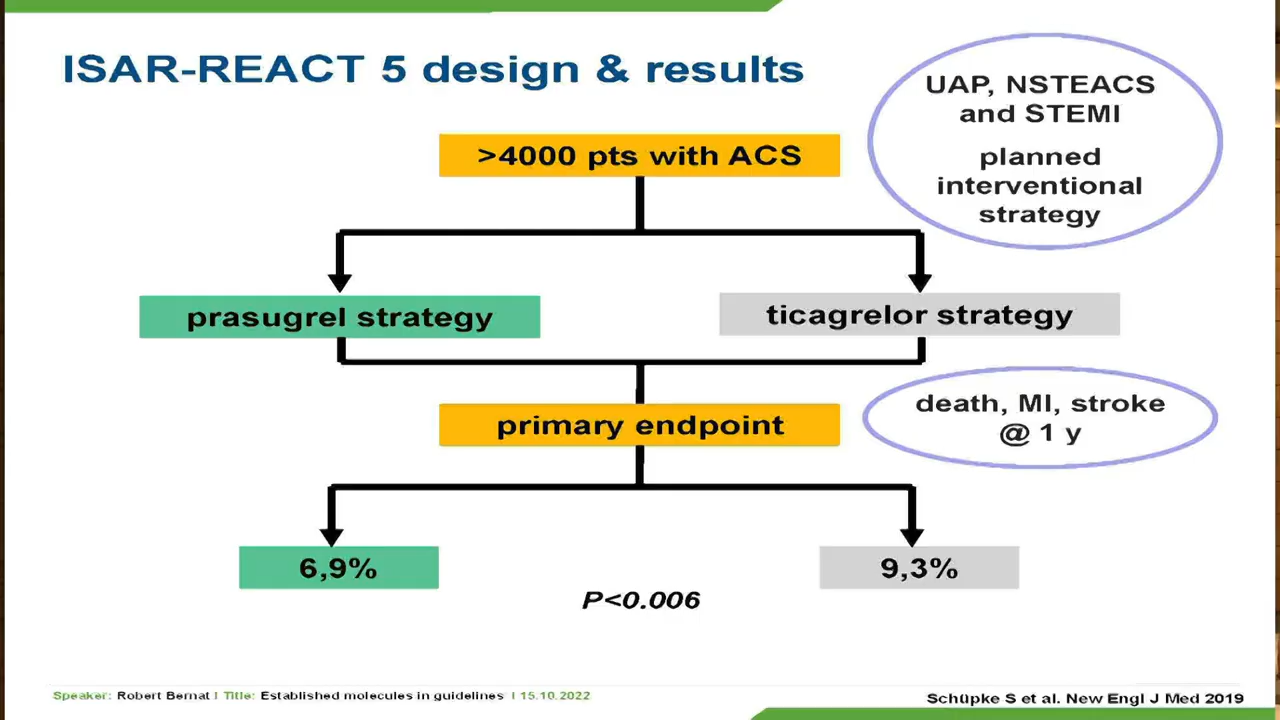 ISAR-REACT 5 design & results
UAP, NSTEACS
and STEMI
planned
interventional
strategy
>4000 pts with ACS
prasugrel strategy
ticagrelor strategy
primary endpoint
death, MI, stroke
@ 1 y
6,9%
9,3%
P<0.006
Speaker: Robert Bernat I Title: Established molecules in guidelines I 15.10.2022
Schüpke S et al. New Engl J Med 2019